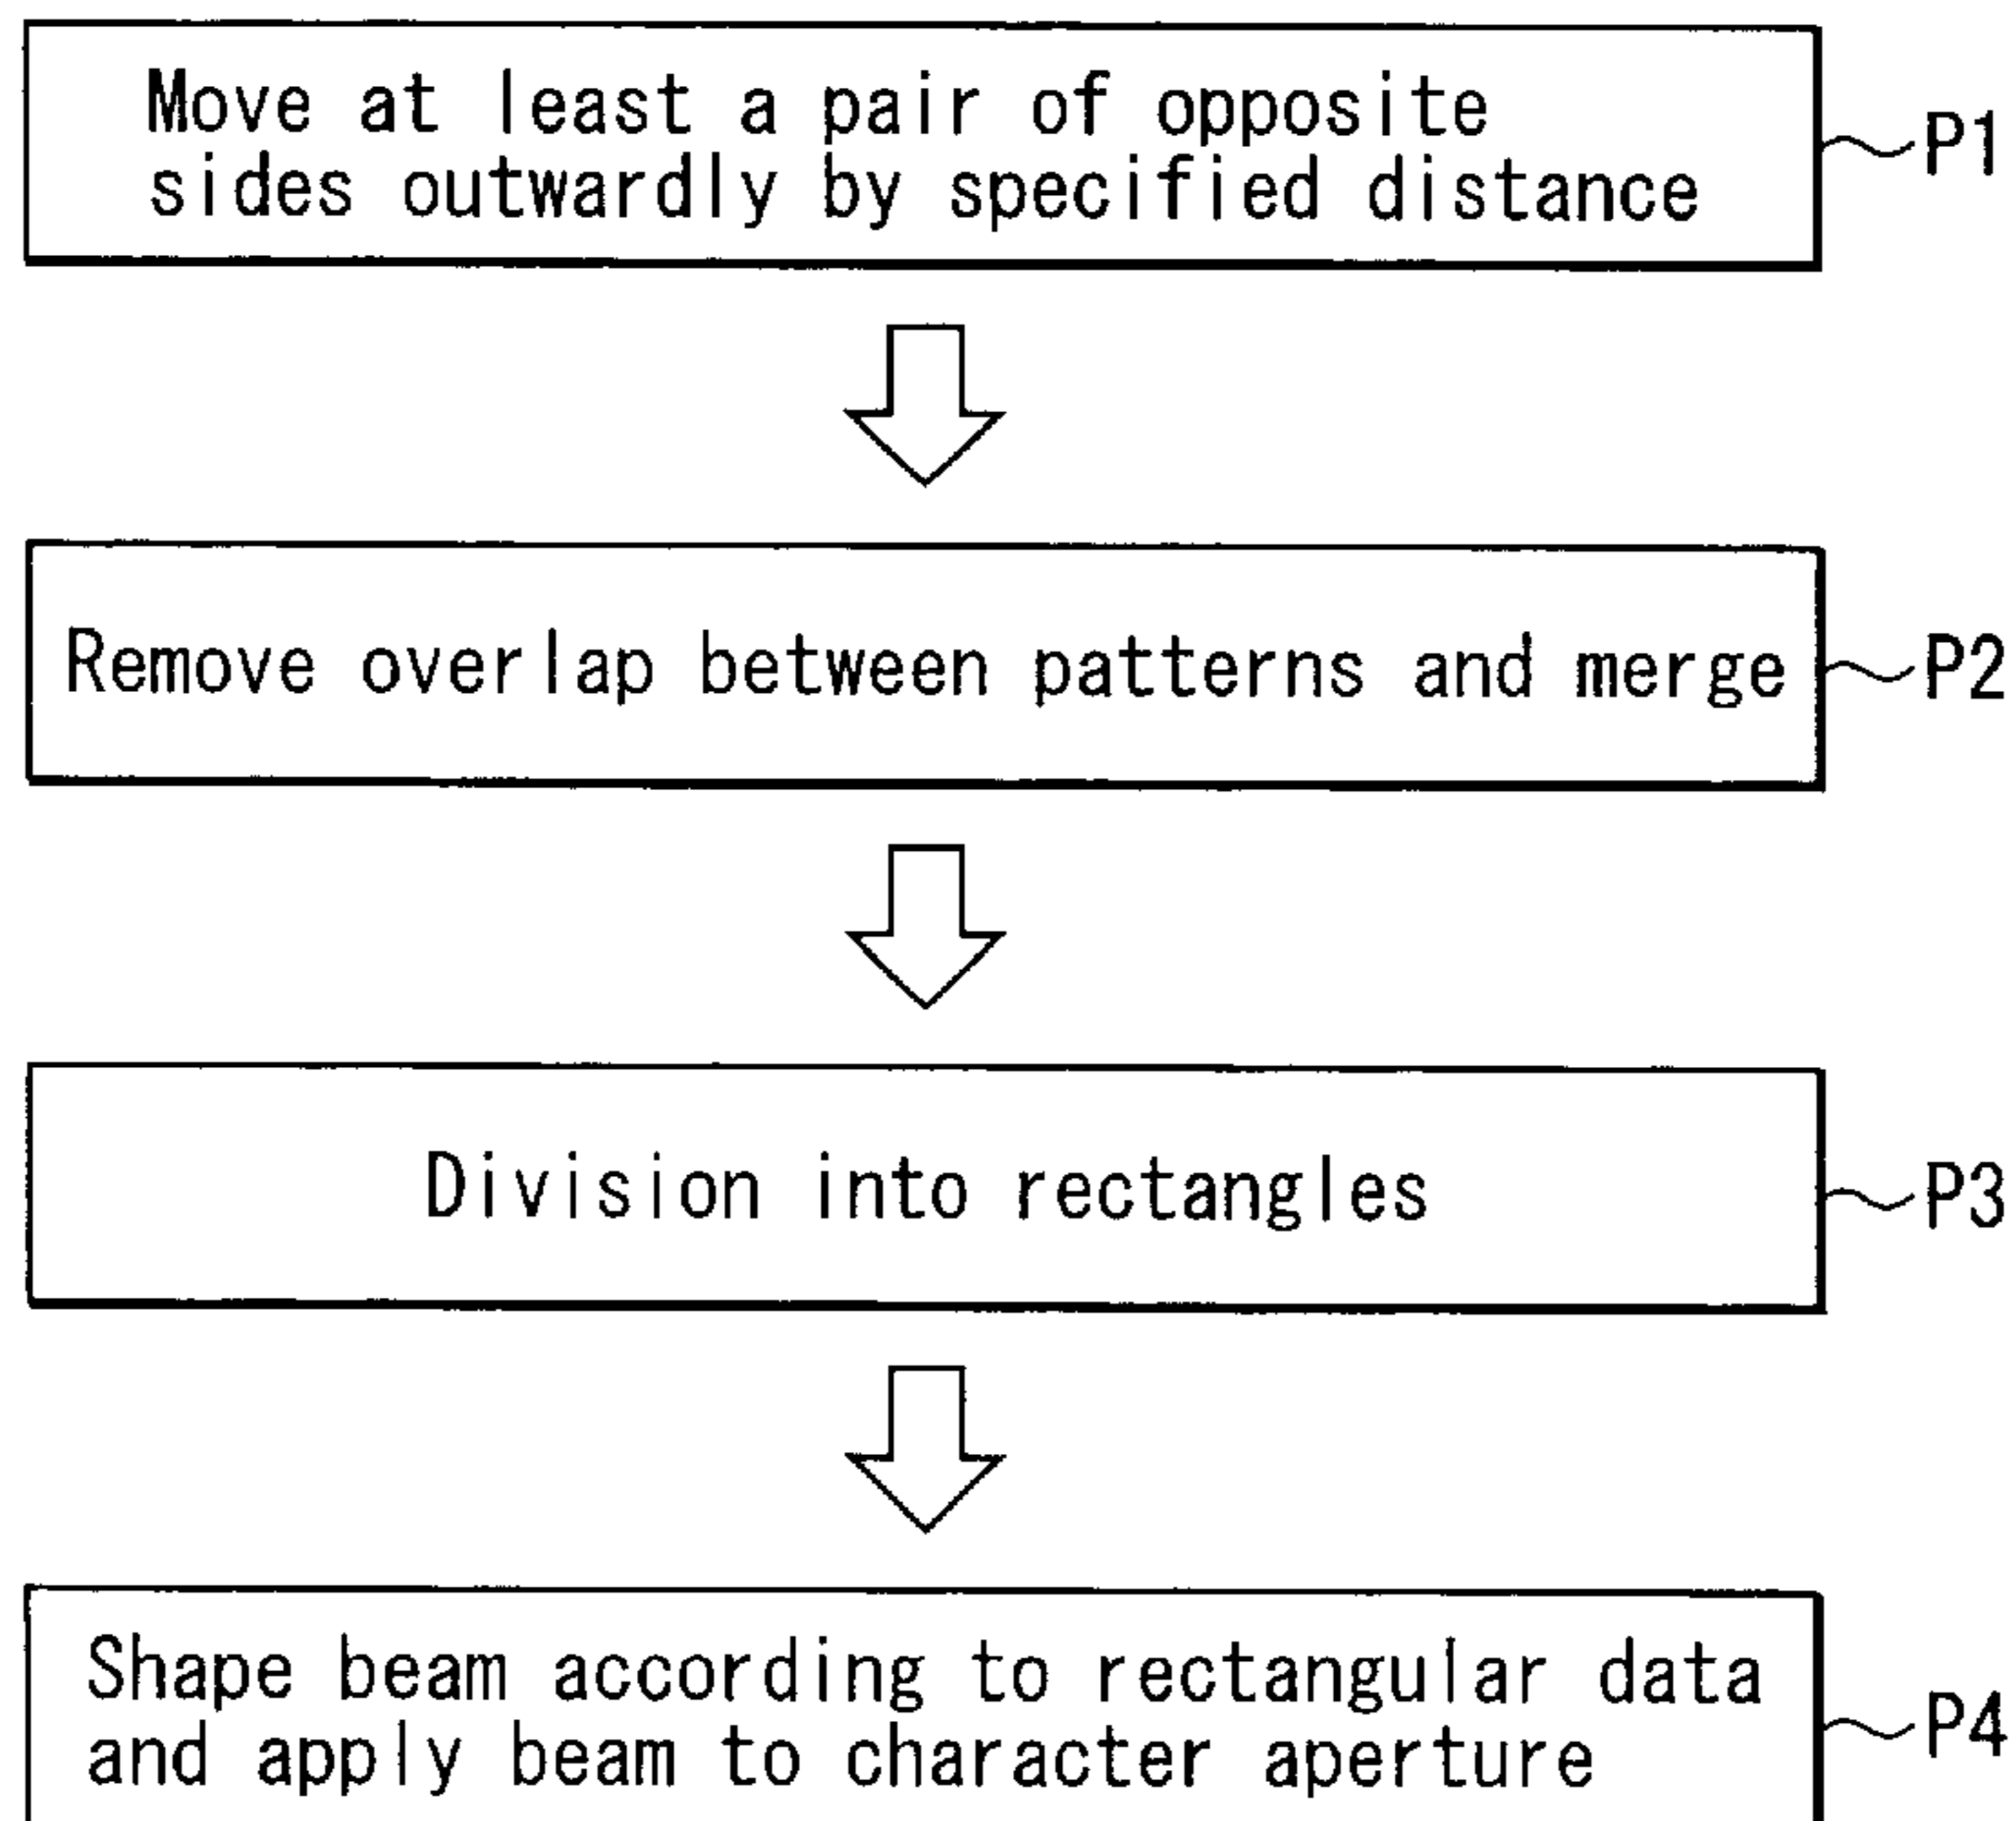 Move at least a pair of opposite
sides outwardly by specified distance
P1
Remove overlap between patterns and merge
P2
Division into rectangles
P3
Shape beam according to rectangular data
and apply beam to character aperture
P4